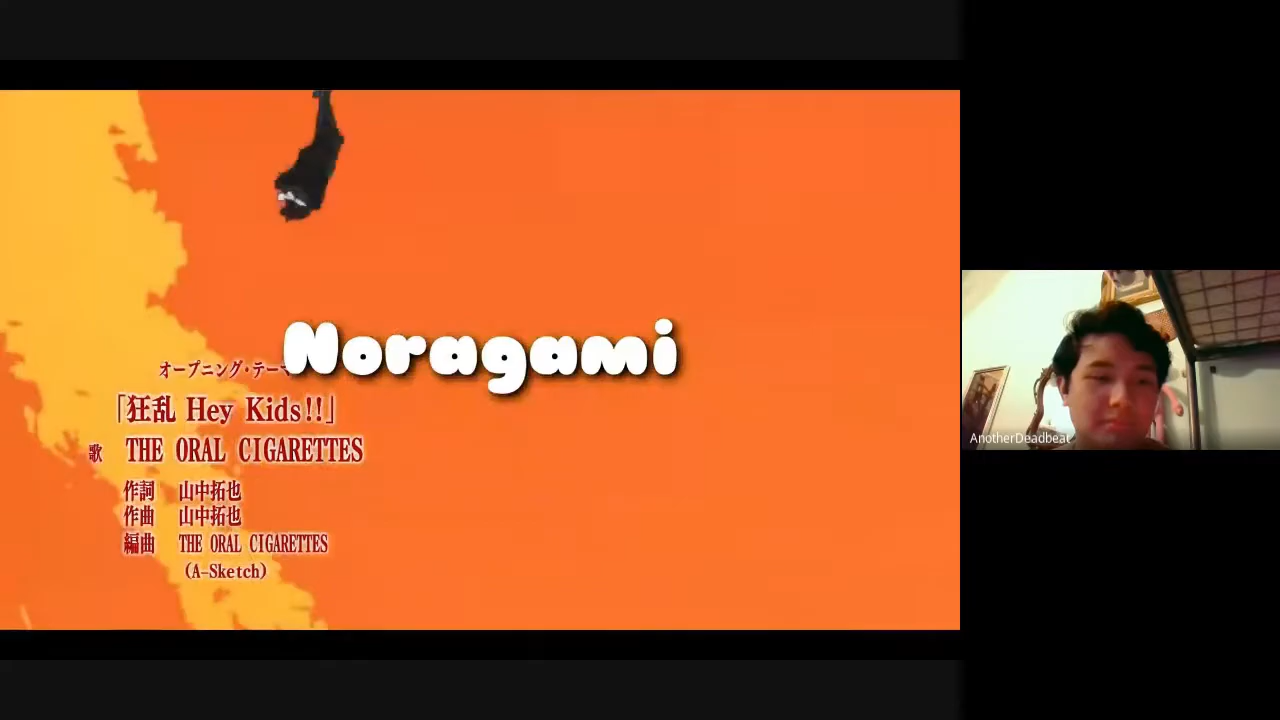 Noragami
オープニング・テーマ
「狂乱 Hey Kids!!」
歌 THE ORAL CIGARETTES
作詞 山中拓也
作曲 山中拓也
編曲 THE ORAL CIGARETTES
(A-Sketch)
AnotherDeadbeat